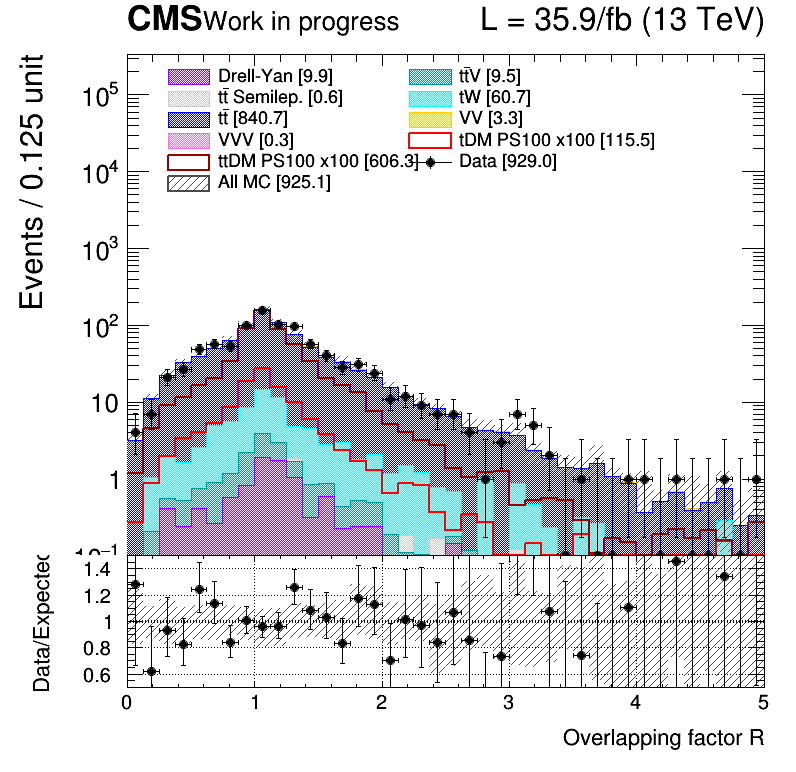 CMS Work in progress L = 35.9/fb (13 TeV)
Events / 0.125 unit
Drell-Yan [9.9] tt̄V [9.5]
tt̄ Semilep. [0.6] tW [60.7]
tt̄ [840.7] VV [3.3]
VVV [0.3] tDM PS100 x100 [115.5]
ttDM PS100 x100 [606.3] Data [929.0]
All MC [925.1]
10⁵
10⁴
10³
10²
10
1
10⁻¹
Data/Expected
1.4
1.2
1
0.8
0.6
0 1 2 3 4 5
Overlapping factor R